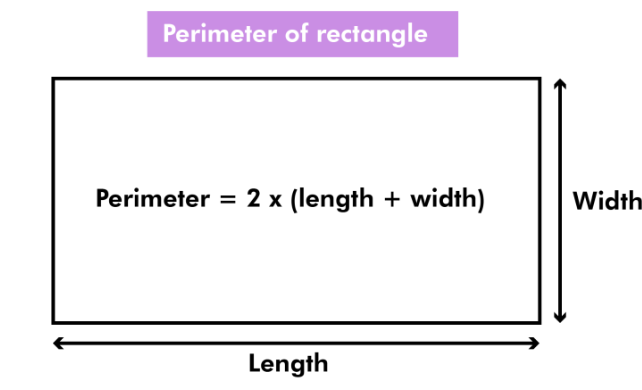 Perimeter of rectangle
Perimeter = 2 x (length + width)
Width
Length